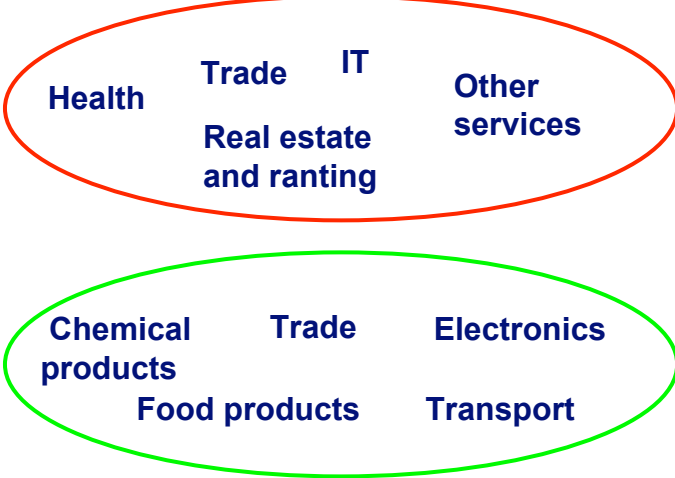 Health
Trade
IT
Other
services
Real estate
and ranting
Chemical
products
Trade
Electronics
Food products
Transport